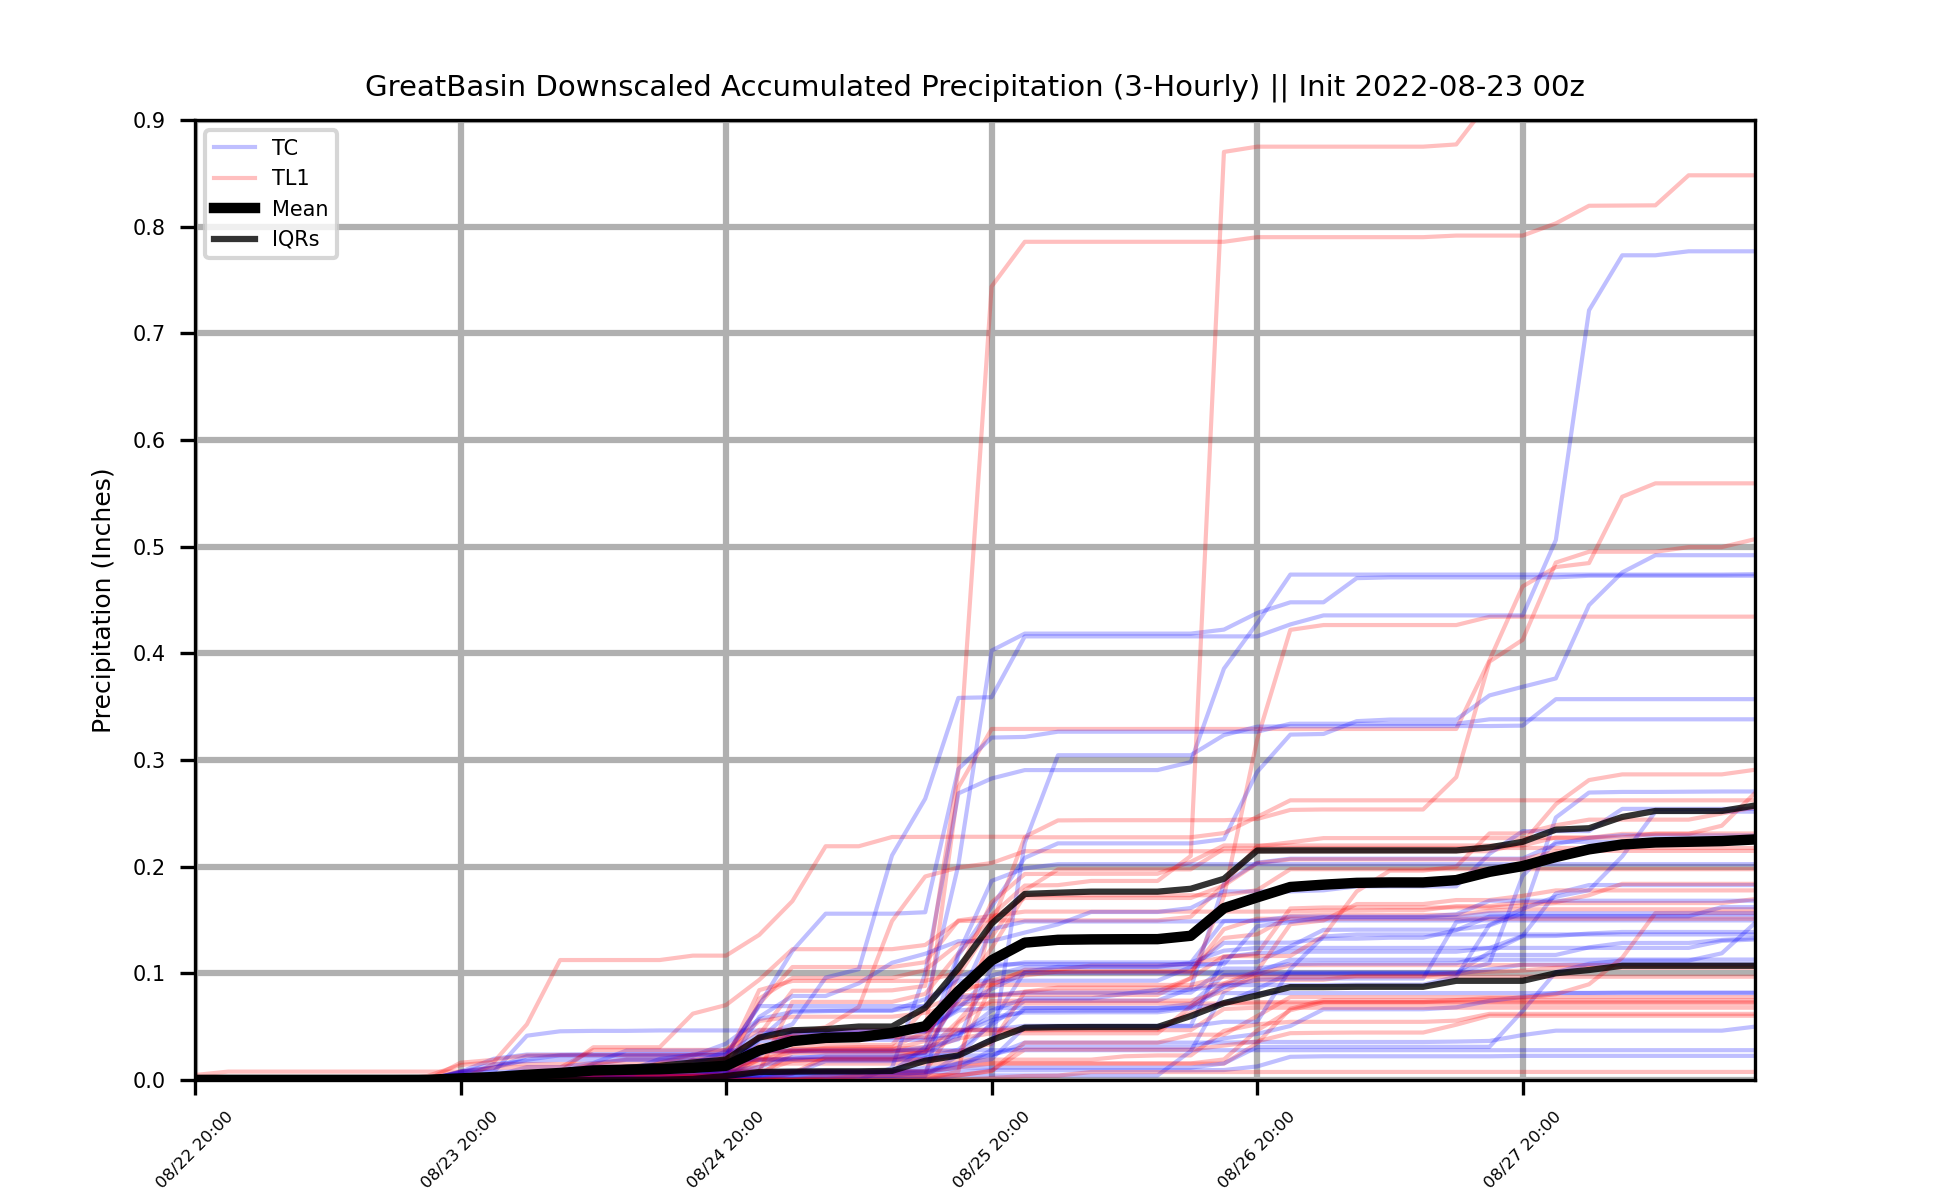 GreatBasin Downscaled Accumulated Precipitation (3-Hourly) || Init 2022-08-23 00z
0.9
TC
TL1
Mean
IQRs
0.8
0.7
0.6
0.5
0.4
0.3
0.2
0.1
0.0
Precipitation (Inches)
08/22 20:00
08/23 20:00
08/24 20:00
08/25 20:00
08/26 20:00
08/27 20:00